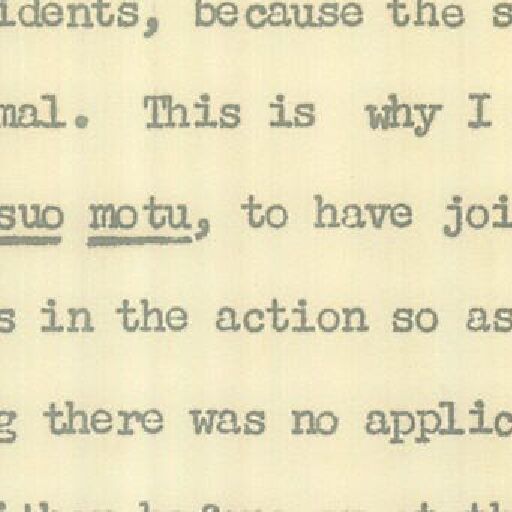 idents, because the s
mal. This is why I
suo motu, to have joi
s in the action so as
g there was no applic